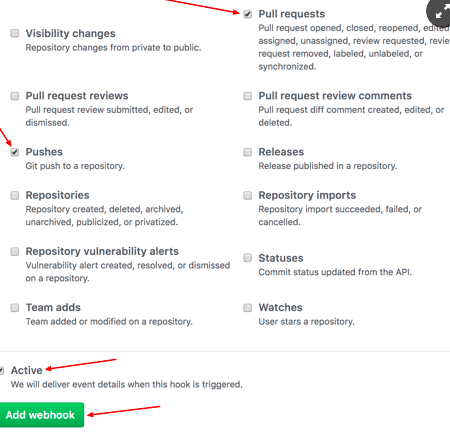 Visibility changes
Repository changes from private to public.
Pull requests
Pull request opened, closed, reopened, edited,
assigned, unassigned, review requested, review
request removed, labeled, unlabeled, or
synchronized.
Pull request reviews
Pull request review submitted, edited, or
dismissed.
Pull request review comments
Pull request diff comment created, edited, or
deleted.
Pushes
Git push to a repository.
Releases
Release published in a repository.
Repositories
Repository created, deleted, archived,
unarchived, publicized, or privatized.
Repository imports
Repository import succeeded, failed, or
cancelled.
Repository vulnerability alerts
Vulnerability alert created, resolved, or dismissed
on a repository.
Statuses
Commit status updated from the API.
Team adds
Team added or modified on a repository.
Watches
User stars a repository.
Active
We will deliver event details when this hook is triggered.
Add webhook